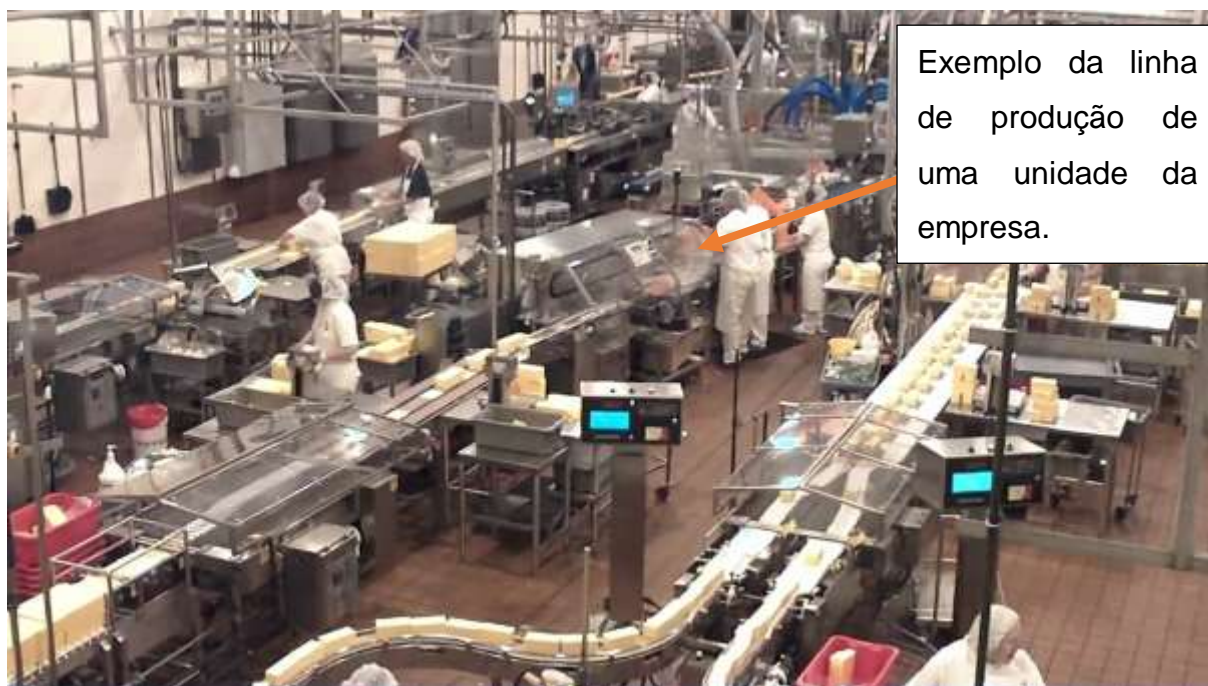 Exemplo da linha
de produção de
uma unidade da
empresa.